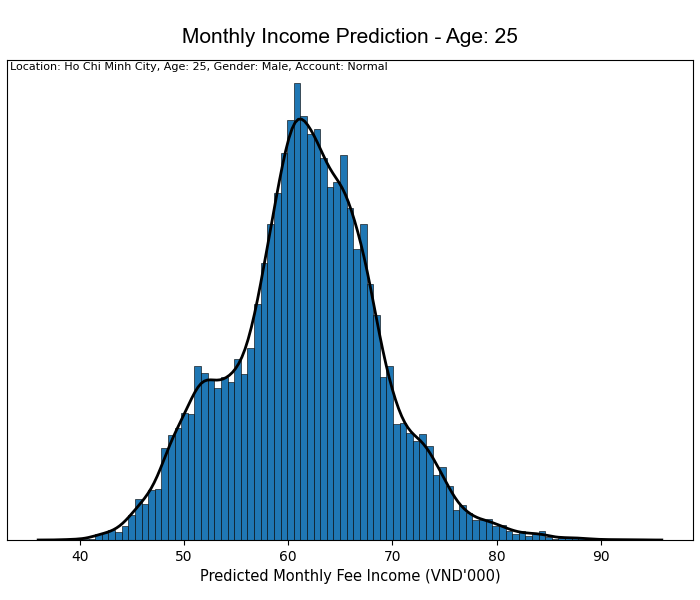 Monthly Income Prediction - Age: 25
Location: Ho Chi Minh City, Age: 25, Gender: Male, Account: Normal
40 50 60 70 80 90
Predicted Monthly Fee Income (VND'000)